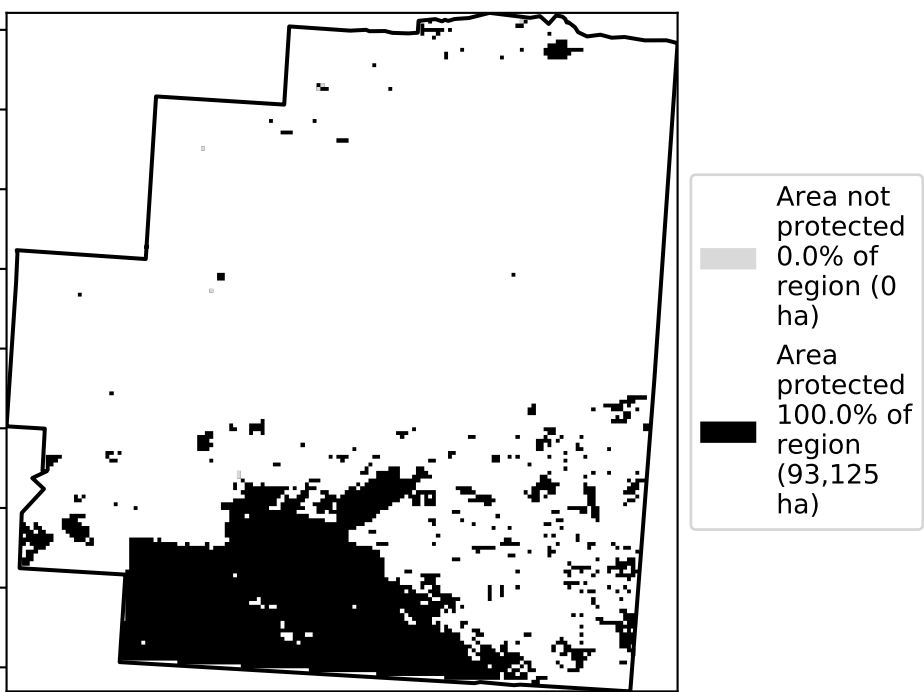 Area not
protected
0.0% of
region (0
ha)
Area
protected
100.0% of
region
(93,125
ha)